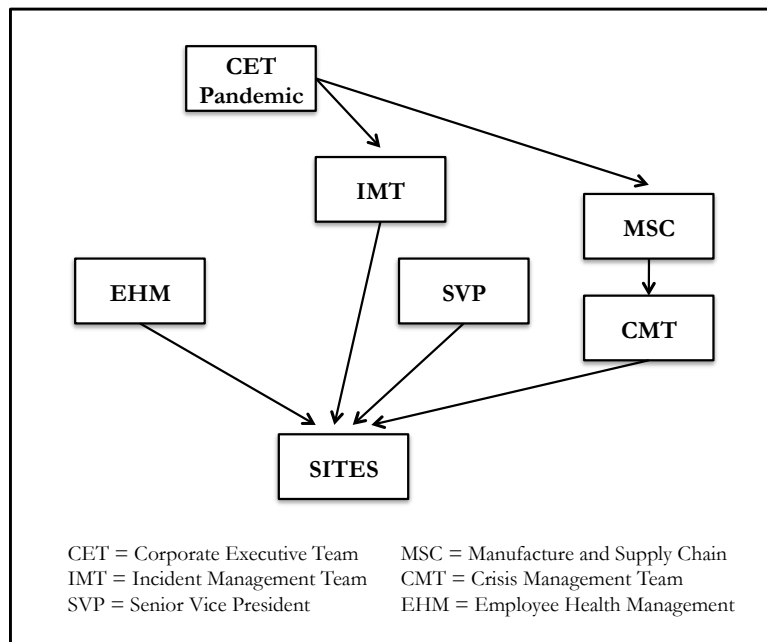 CET
Pandemic
IMT
MSC
EHM
SVP
CMT
SITES
CET = Corporate Executive Team
IMT = Incident Management Team
SVP = Senior Vice President
MSC = Manufacture and Supply Chain
CMT = Crisis Management Team
EHM = Employee Health Management